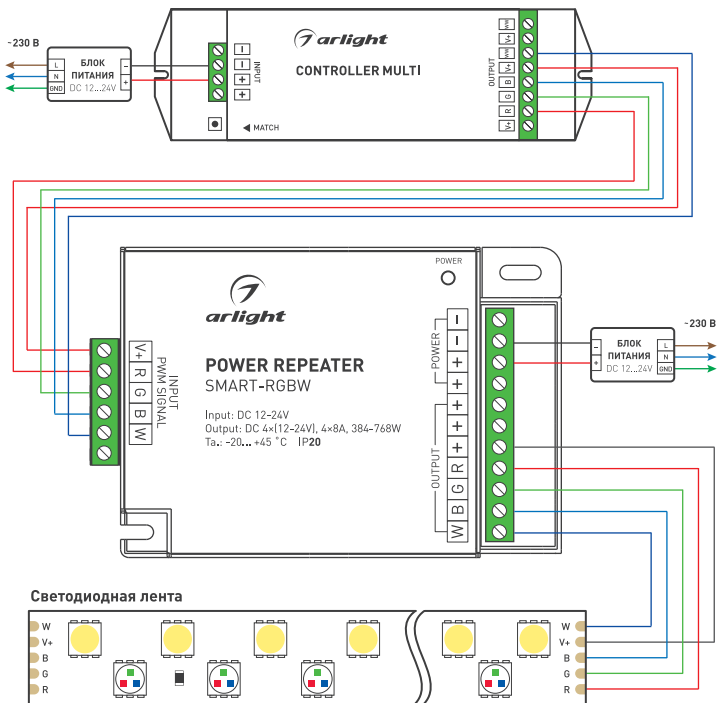 ~230 В
L
N
GND
БЛОК
ПИТАНИЯ
DC 12...24V
−
+
−
−
+
+
INPUT
MATCH
arlight
CONTROLLER MULTI
OUTPUT
WW
V+
WW
V+
B
G
R
V+
POWER
arlight
POWER REPEATER
SMART-RGBW
Input: DC 12-24V
Output: DC 4×(12-24V), 4×8A, 384-768W
Ta.: -20... +45 °C IP20
V+
R
G
B
W
INPUT
PWM SIGNAL
POWER
−
−
+
+
OUTPUT
+
+
+
R
G
B
W
~230 В
−
+
БЛОК
ПИТАНИЯ
DC 12...24V
L
N
GND
Светодиодная лента
W
V+
B
G
R
W
V+
B
G
R